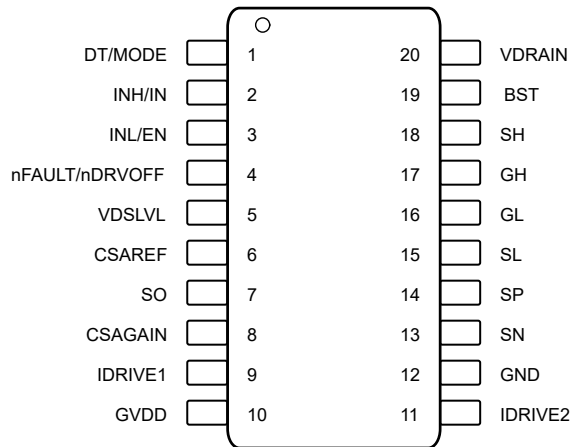 DT/MODE 1 20 VDRAIN
INH/IN 2 19 BST
INL/EN 3 18 SH
nFAULT/nDRVOFF 4 17 GH
VDSLVL 5 16 GL
CSAREF 6 15 SL
SO 7 14 SP
CSAGAIN 8 13 SN
IDRIVE1 9 12 GND
GVDD 10 11 IDRIVE2